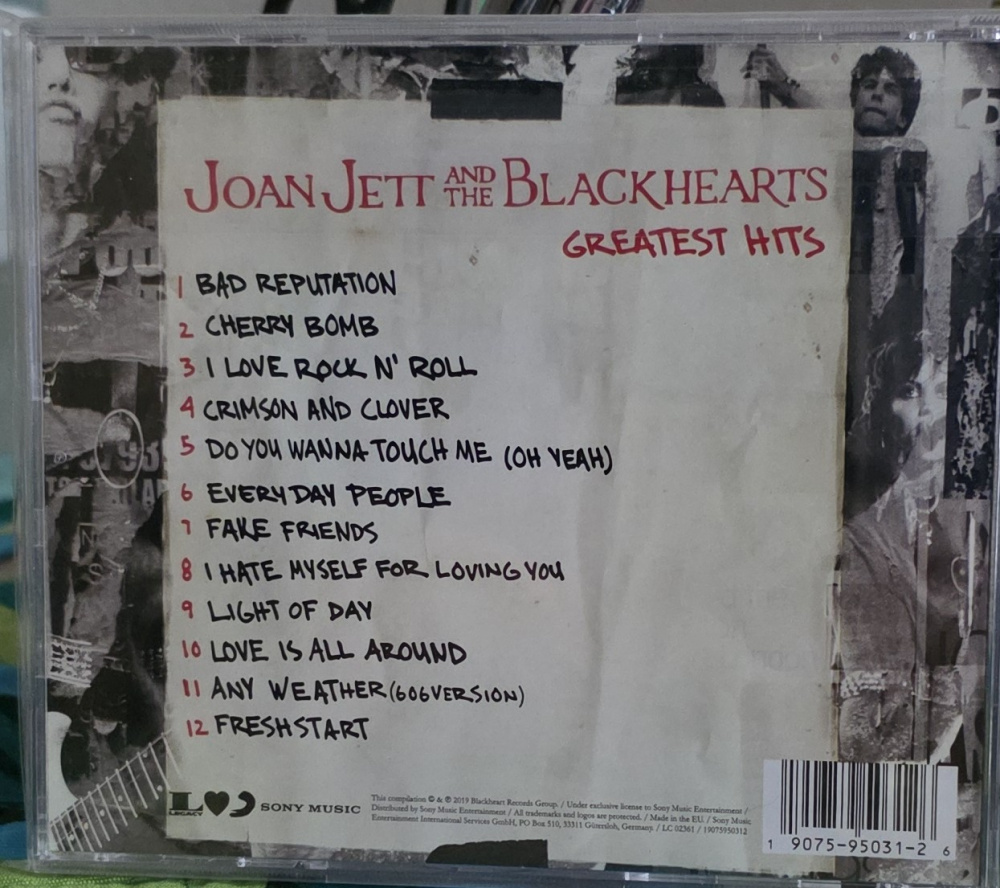 JOAN JETT AND THE BLACKHEARTS
GREATEST HITS
1 BAD REPUTATION
2 CHERRY BOMB
3 I LOVE ROCK N' ROLL
4 CRIMSON AND CLOVER
5 DO YOU WANNA TOUCH ME (OH YEAH)
6 EVERYDAY PEOPLE
7 FAKE FRIENDS
8 I HATE MYSELF FOR LOVING YOU
9 LIGHT OF DAY
10 LOVE IS ALL AROUND
11 ANY WEATHER (606 VERSION)
12 FRESH START
L
LEGACY
SONY MUSIC
This compilation © & ℗ 2019 Blackheart Records Group. / Under exclusive license to Sony Music Entertainment /
Distributed by Sony Music Entertainment / All trademarks and logos are protected. / Made in the EU. / Sony Music
Entertainment International Services GmbH, PO Box 510, 33311 Gütersloh, Germany. / LC 02361 / 19075950312
1 9075-95031-2 6